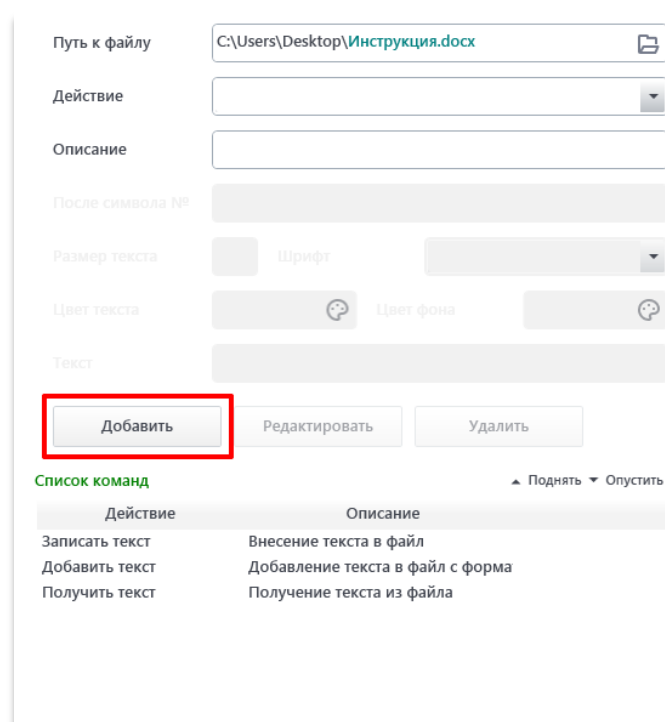 Путь к файлу C:\Users\Desktop\Инструкция.docx
Действие
Описание
После символа №
Размер текста Шрифт
Цвет текста Цвет фона
Текст
Добавить Редактировать Удалить
Список команд Поднять Опустить
Действие Описание
Записать текст Внесение текста в файл
Добавить текст Добавление текста в файл с форма
Получить текст Получение текста из файла